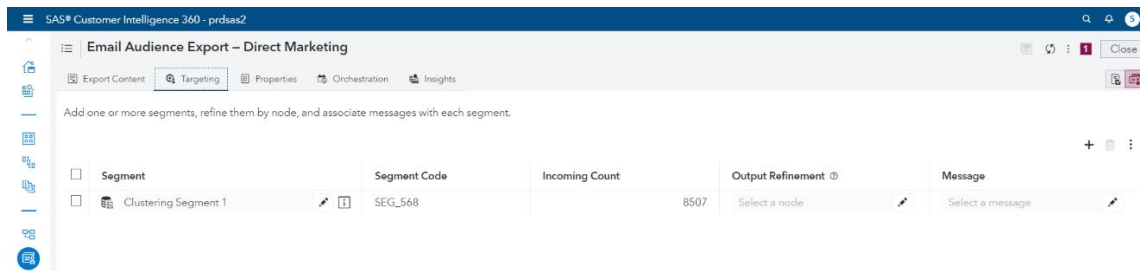 SAS® Customer Intelligence 360 - prdsas2
S
Email Audience Export – Direct Marketing
1
Close
Export Content
Targeting
Properties
Orchestration
Insights
Add one or more segments, refine them by node, and associate messages with each segment.
Segment
Segment Code
Incoming Count
Output Refinement
Message
Clustering Segment 1
SEG_568
8507
Select a node
Select a message